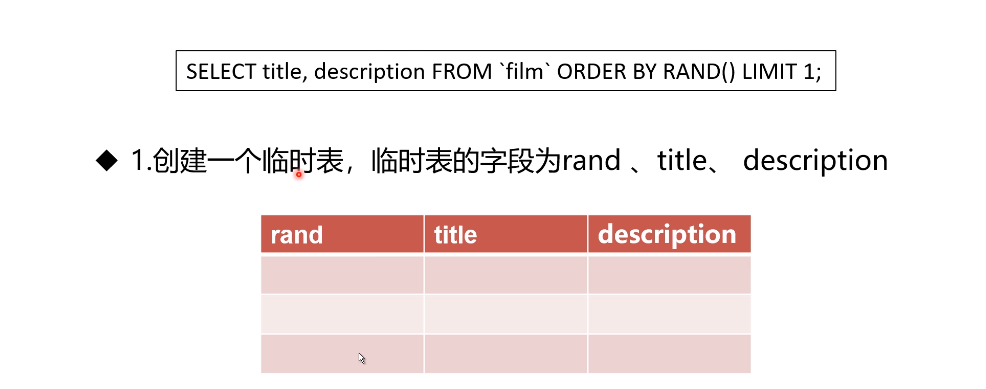 SELECT title, description FROM `film` ORDER BY RAND() LIMIT 1;
◆ 1.创建一个临时表，临时表的字段为rand 、title、 description
rand title description